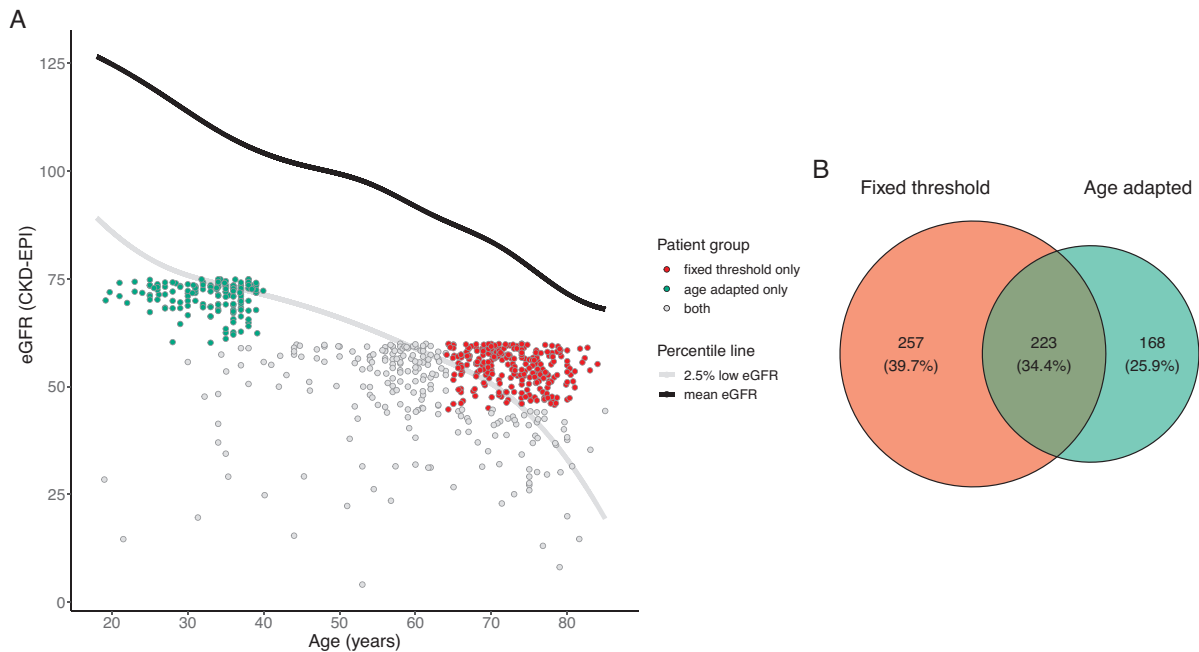 A
eGFR (CKD-EPI)
125
100
75
50
25
0
20 30 40 50 60 70 80
Age (years)
Patient group
fixed threshold only
age adapted only
both
Percentile line
2.5% low eGFR
mean eGFR
B
Fixed threshold Age adapted
257 223 168
(39.7%) (34.4%) (25.9%)